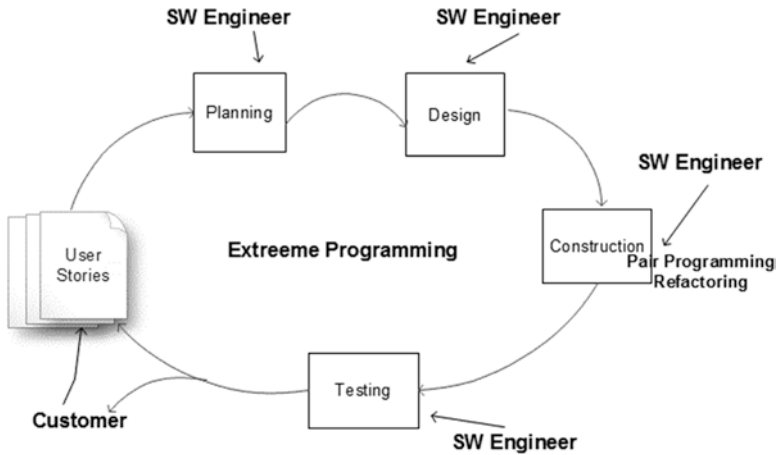 SW Engineer
SW Engineer
Planning
Design
SW Engineer
User
Stories
Extreeme Programming
Construction
Pair Programming
Refactoring
Testing
Customer
SW Engineer